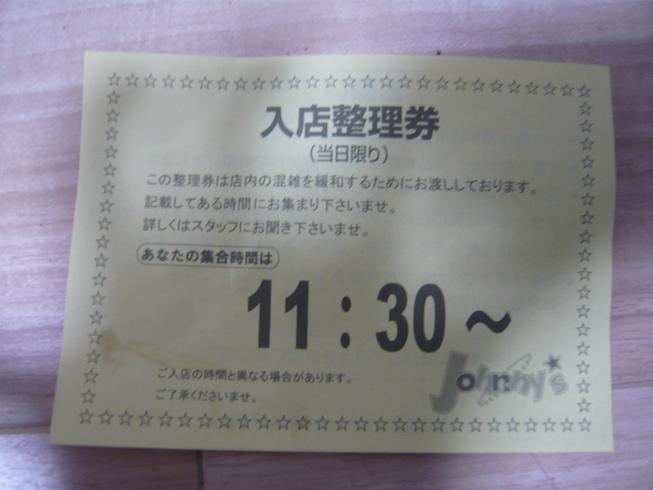 入店整理券
(当日限り)
この整理券は店内の混雑を緩和するためにお渡ししております。
記載してある時間にお集まり下さいませ。
詳しくはスタッフにお聞き下さいませ。
あなたの集合時間は
11：30～
ご入店の時間と異なる場合があります。
ご了承くださいませ。
Johnny's